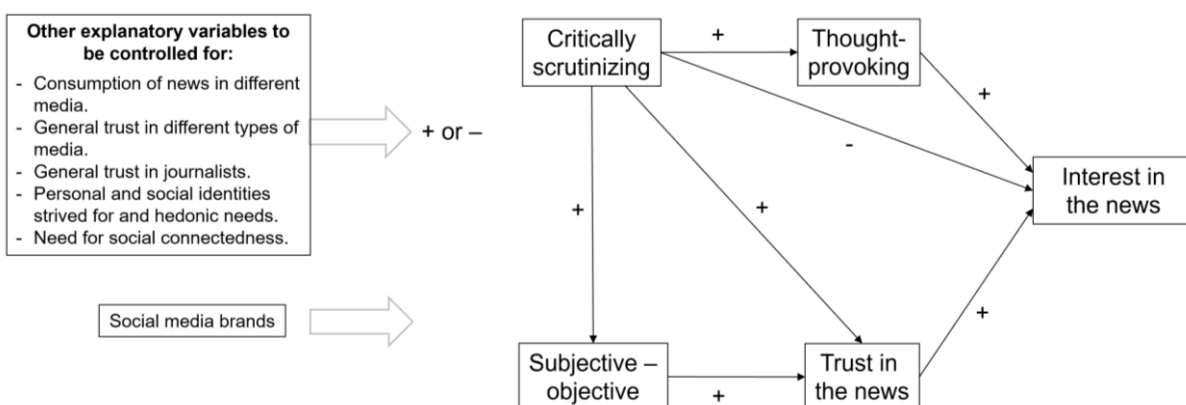 Other explanatory variables to
be controlled for:
- Consumption of news in different
media.
- General trust in different types of
media.
- General trust in journalists.
- Personal and social identities
strived for and hedonic needs.
- Need for social connectedness.
+ or –
Social media brands
Critically
scrutinizing
+
Thought-
provoking
+
-
Interest in
the news
+
+
+
Subjective –
objective
+
Trust in
the news